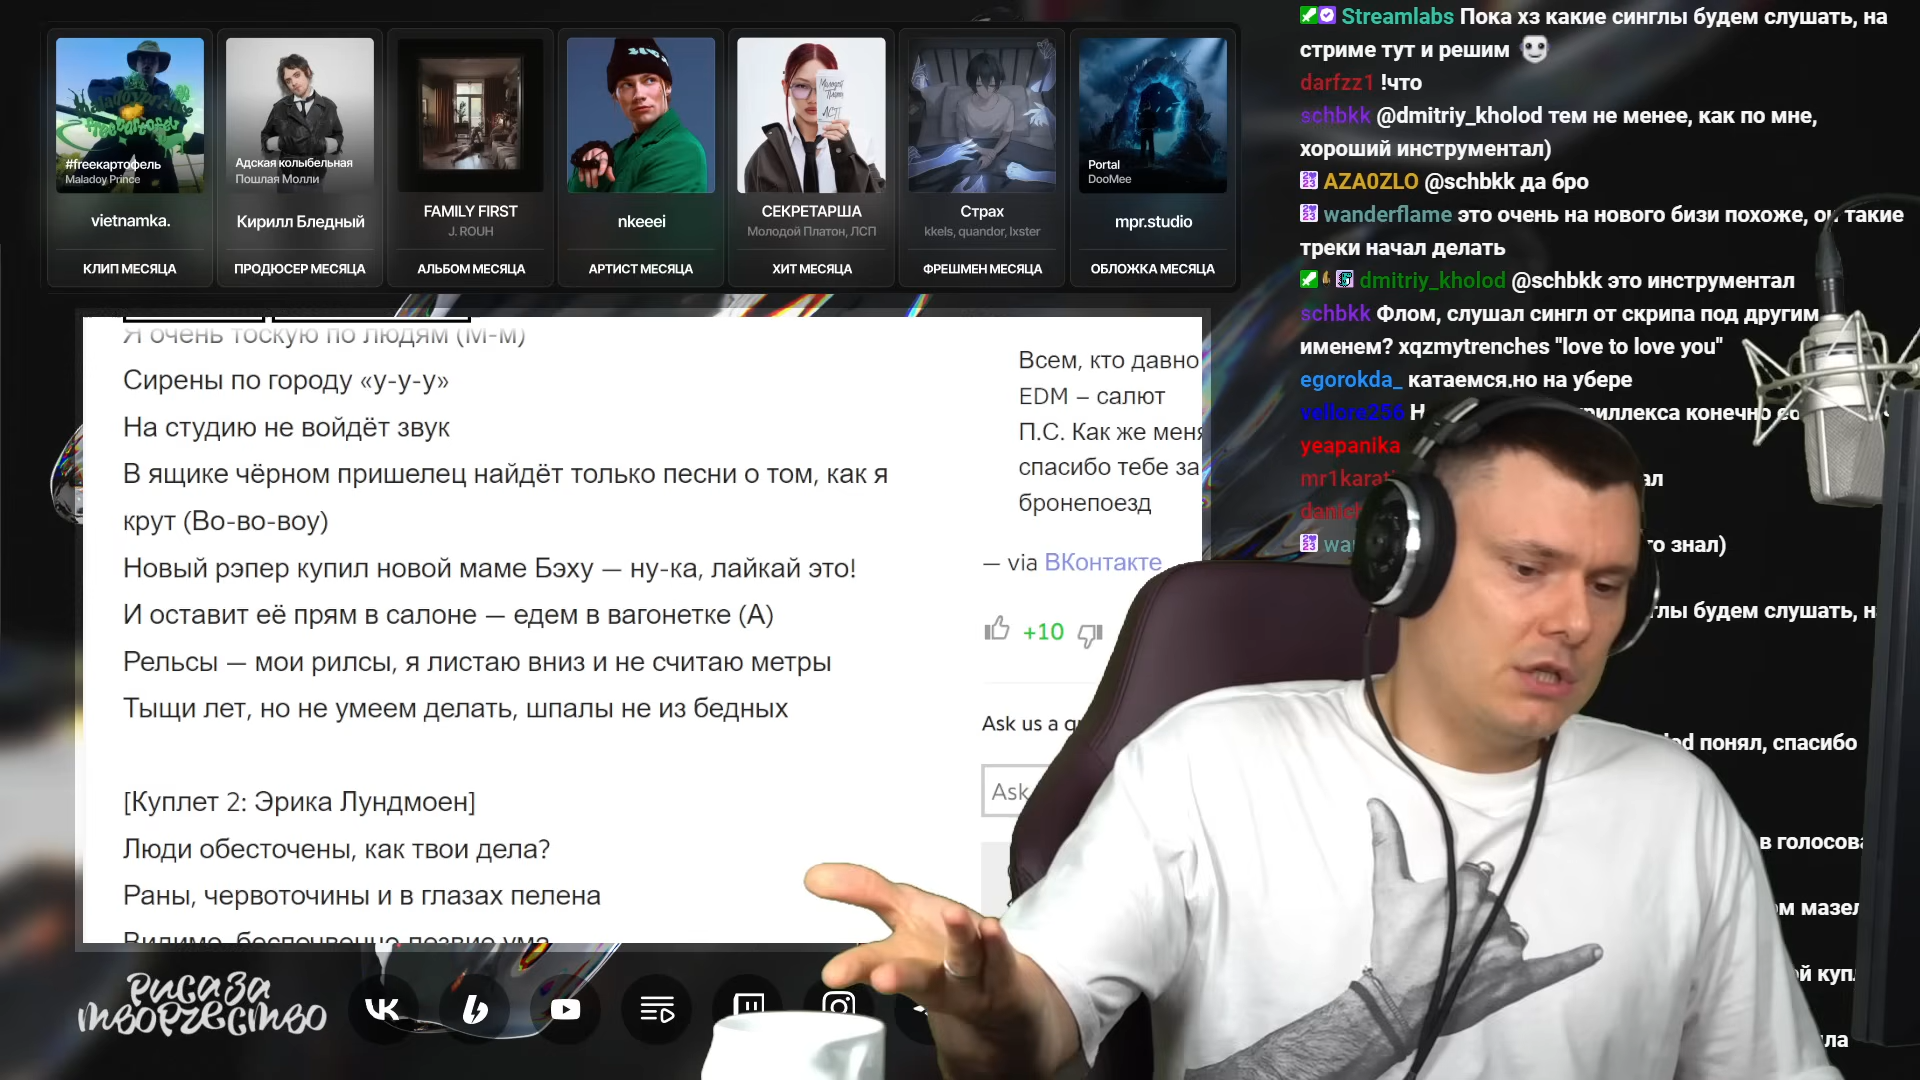 #freeкартофель
Maladoy Prince
vietnamka.
КЛИП МЕСЯЦА
Адская колыбельная
Пошлая Молли
Кирилл Бледный
ПРОДЮСЕР МЕСЯЦА
FAMILY FIRST
J. ROUH
АЛЬБОМ МЕСЯЦА
nkeeei
АРТИСТ МЕСЯЦА
СЕКРЕТАРША
Молодой Платон, ЛСП
ХИТ МЕСЯЦА
Страх
kkels, quandor, lxster
ФРЕШМЕН МЕСЯЦА
Portal
DooMee
mpr.studio
ОБЛОЖКА МЕСЯЦА
Я очень тоскую по людям (М-м)
Сирены по городу «у-у-у»
На студию не войдёт звук
В ящике чёрном пришелец найдёт только песни о том, как я
крут (Во-во-воу)
Новый рэпер купил новой маме Бэху — ну-ка, лайкай это!
И оставит её прям в салоне — едем в вагонетке (А)
Рельсы — мои рилсы, я листаю вниз и не считаю метры
Тыщи лет, но не умеем делать, шпалы не из бедных
[Куплет 2: Эрика Лундмоен]
Люди обесточены, как твои дела?
Раны, червоточины и в глазах пелена
Всем, кто давно
EDM – салют
П.С. Как же
спасибо тебе за
бронепоезд
— via ВКонтакте
+10
Ask us a
Ask
Streamlabs Пока хз какие синглы будем слушать, на
стриме тут и решим
darfzz1 !что
schbkk @dmitriy_kholod тем не менее, как по мне,
хороший инструментал)
AZA0ZLO @schbkk да бро
wanderflame это очень на нового бизи похоже, он такие
треки начал делать
dmitriy_kholod @schbkk это инструментал
schbkk Флом, слушал сингл от скрипа под другим
именем? xqzmytrenches "love to love you"
egorokda_ катаемся,но на убере
vellore256 конечно
yeapanika
знал)
будем слушать,
понял, спасибо
в
рисаза
творчество